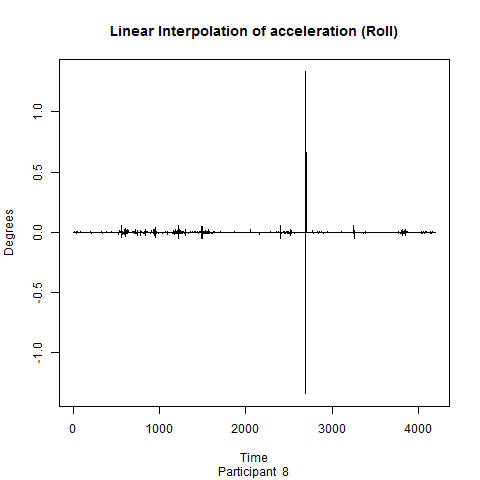 Linear Interpolation of acceleration (Roll)
1.0
0.5
0.0
-0.5
-1.0
Degrees
0 1000 2000 3000 4000
Time
Participant 8